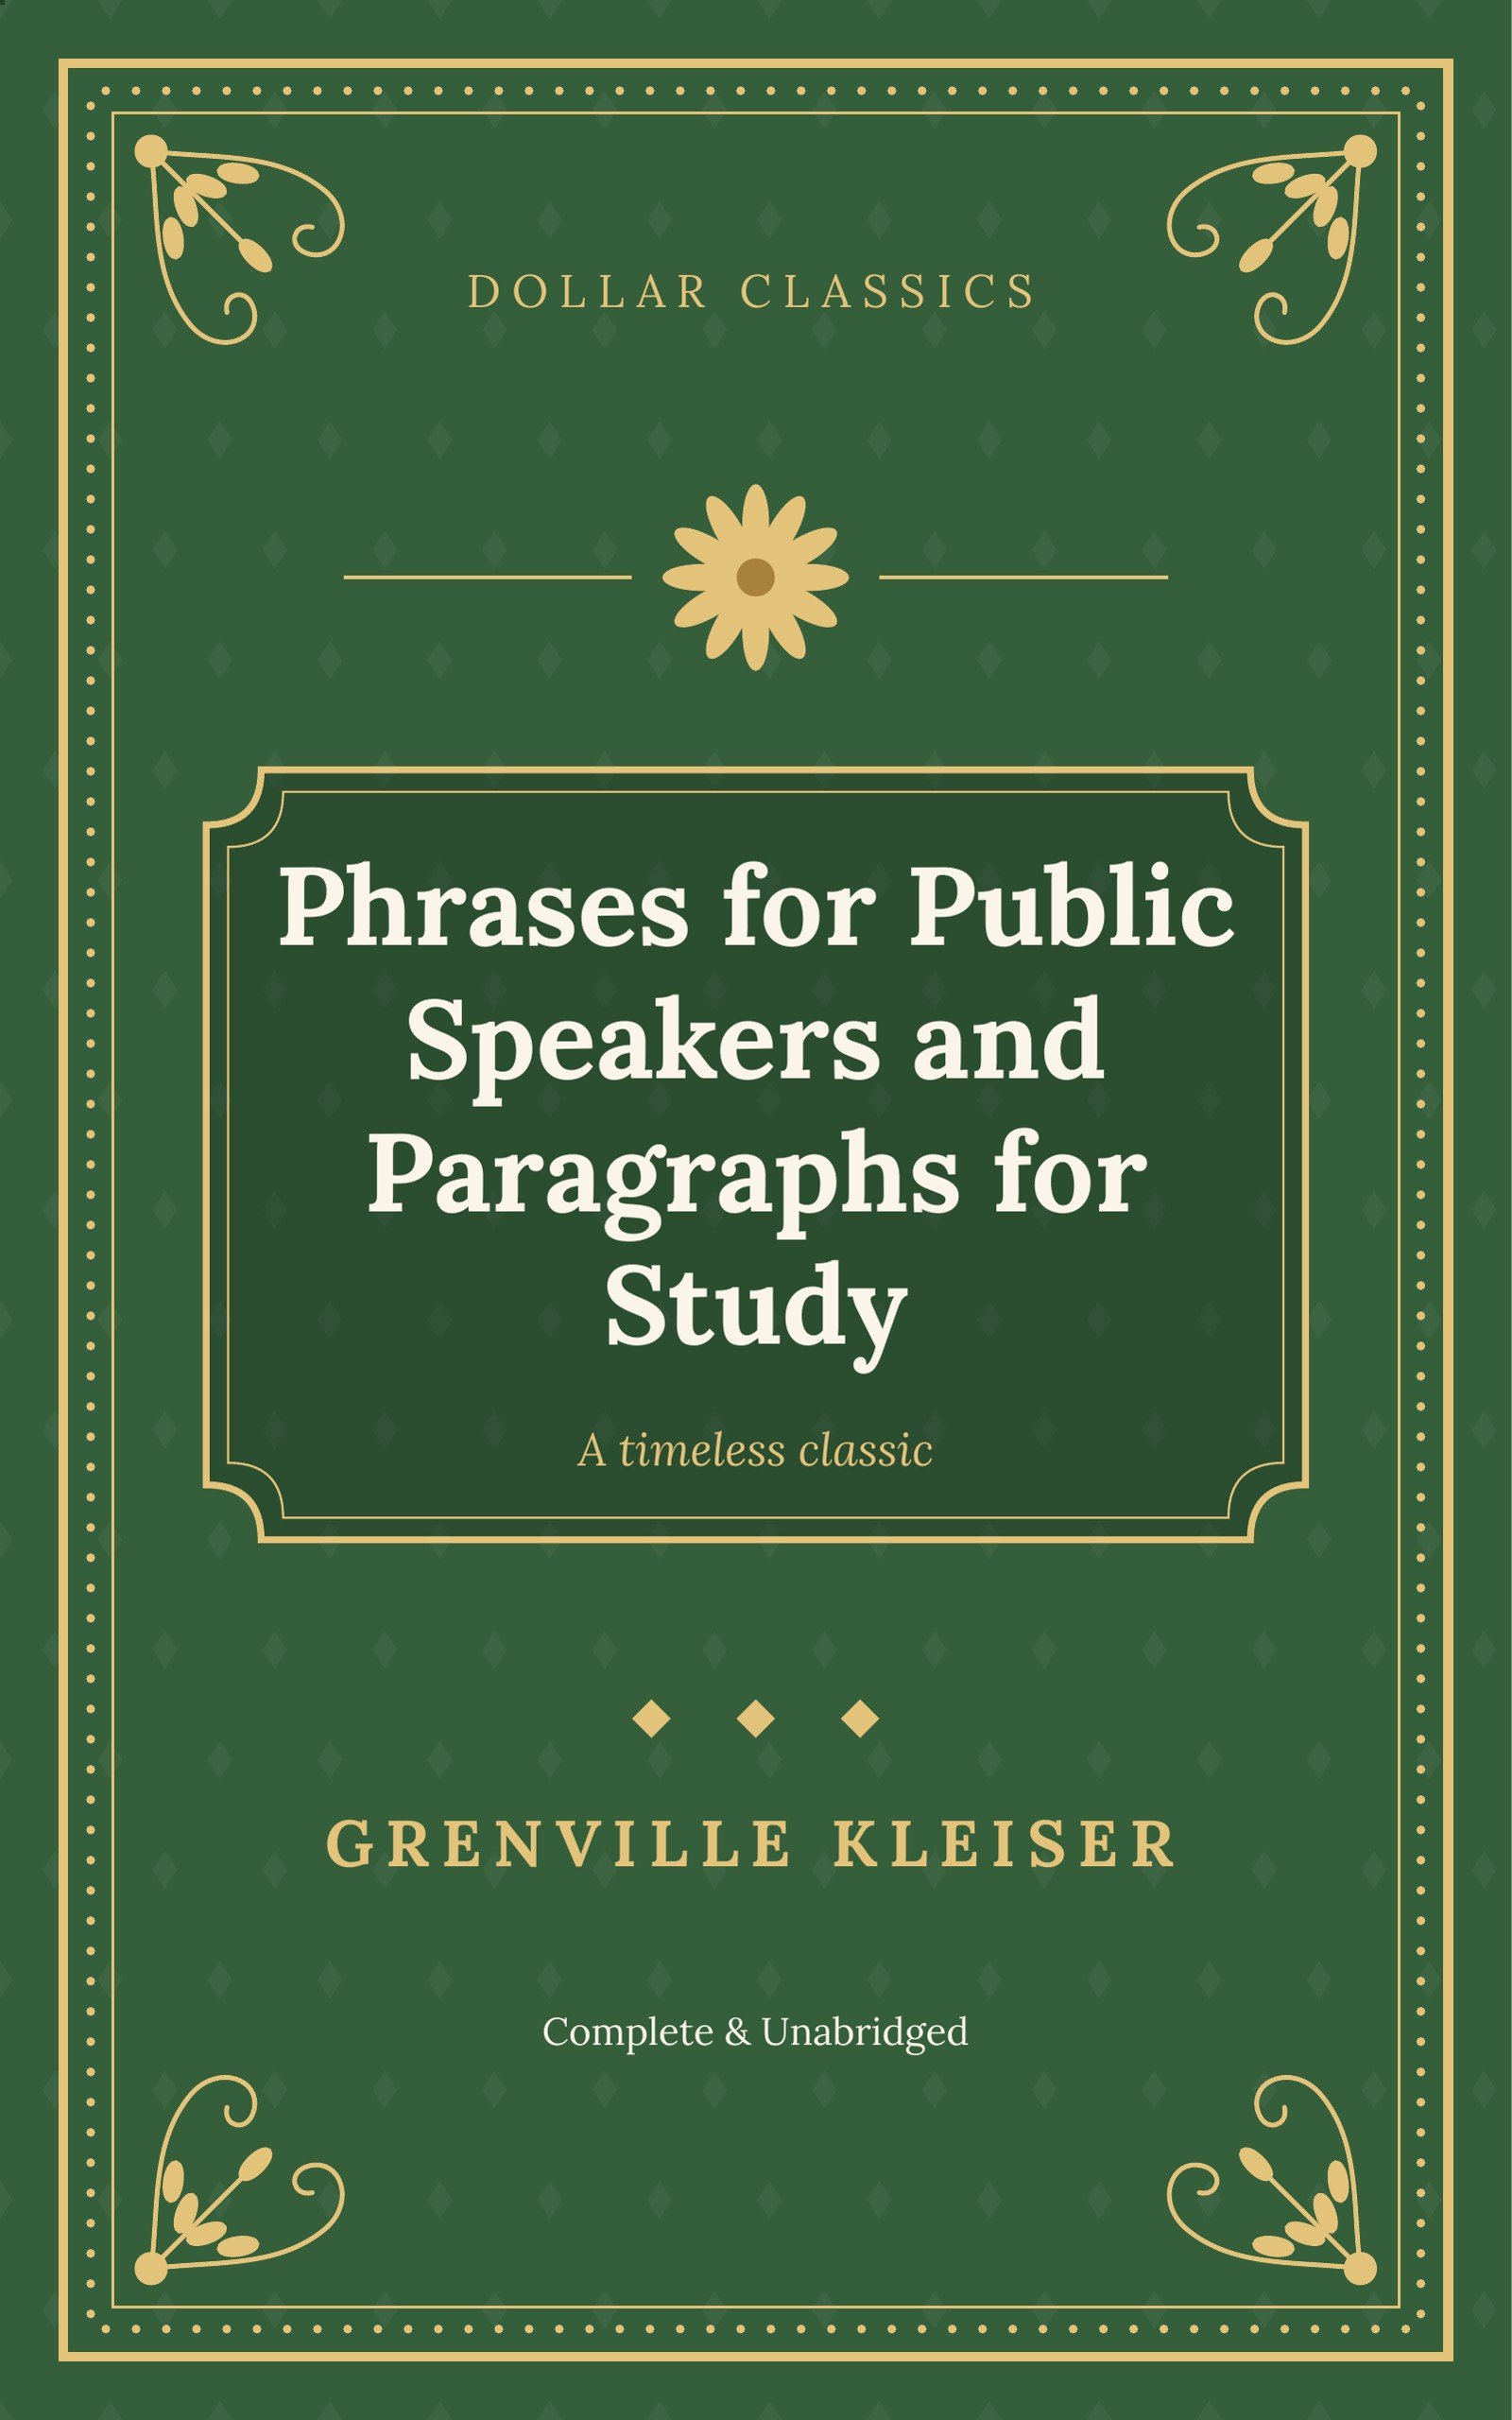 DOLLAR CLASSICS
Phrases for Public
Speakers and
Paragraphs for
Study
A timeless classic
GRENVILLE KLEISER
Complete & Unabridged